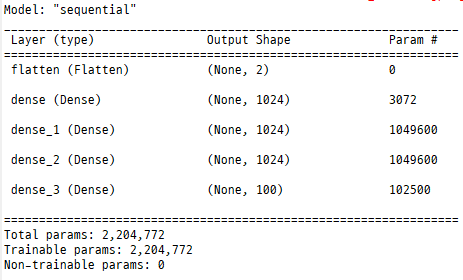 Model: "sequential"
_________________________________________________________________
Layer (type) Output Shape Param #
=================================================================
flatten (Flatten) (None, 2) 0
dense (Dense) (None, 1024) 3072
dense_1 (Dense) (None, 1024) 1049600
dense_2 (Dense) (None, 1024) 1049600
dense_3 (Dense) (None, 100) 102500
=================================================================
Total params: 2,204,772
Trainable params: 2,204,772
Non-trainable params: 0